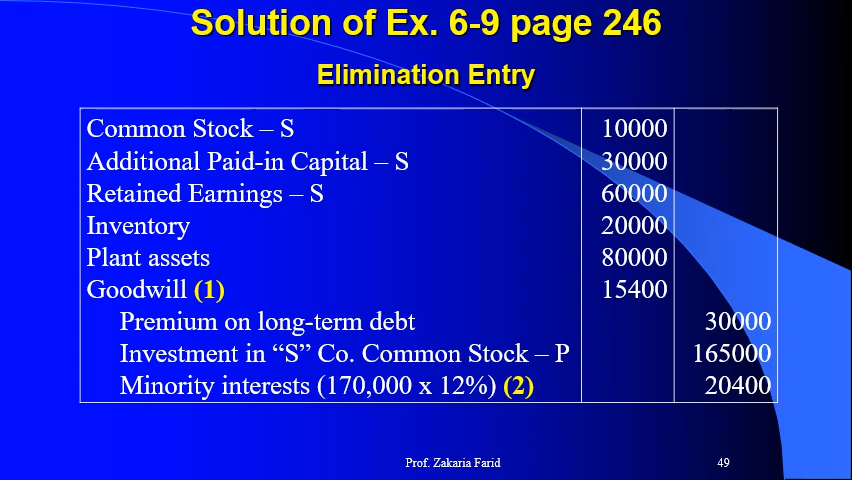 Solution of Ex. 6-9 page 246
Elimination Entry
Common Stock – S 10000
Additional Paid-in Capital – S 30000
Retained Earnings – S 60000
Inventory 20000
Plant assets 80000
Goodwill (1) 15400
Premium on long-term debt 30000
Investment in “S” Co. Common Stock – P 165000
Minority interests (170,000 x 12%) (2) 20400
Prof. Zakaria Farid 49